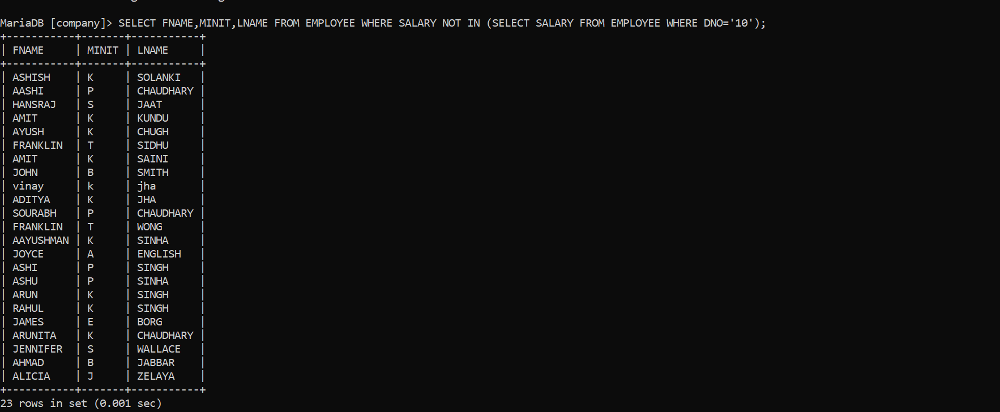 MariaDB [company]> SELECT FNAME,MINIT,LNAME FROM EMPLOYEE WHERE SALARY NOT IN (SELECT SALARY FROM EMPLOYEE WHERE DNO='10');
+-----------+-------+-----------+
| FNAME     | MINIT | LNAME     |
+-----------+-------+-----------+
| ASHISH    | K     | SOLANKI   |
| AASHI     | P     | CHAUDHARY |
| HANSRAJ   | S     | JAAT      |
| AMIT      | K     | KUNDU     |
| AYUSH     | K     | CHUGH     |
| FRANKLIN  | T     | SIDHU     |
| AMIT      | K     | SAINI     |
| JOHN      | B     | SMITH     |
| vinay     | k     | jha       |
| ADITYA    | K     | JHA       |
| SOURABH   | P     | CHAUDHARY |
| FRANKLIN  | T     | WONG      |
| AAYUSHMAN | K     | SINHA     |
| JOYCE     | A     | ENGLISH   |
| ASHI      | P     | SINGH     |
| ASHU      | P     | SINHA     |
| ARUN      | K     | SINGH     |
| RAHUL     | K     | SINGH     |
| JAMES     | E     | BORG      |
| ARUNITA   | K     | CHAUDHARY |
| JENNIFER  | S     | WALLACE   |
| AHMAD     | B     | JABBAR    |
| ALICIA    | J     | ZELAYA    |
+-----------+-------+-----------+
23 rows in set (0.001 sec)